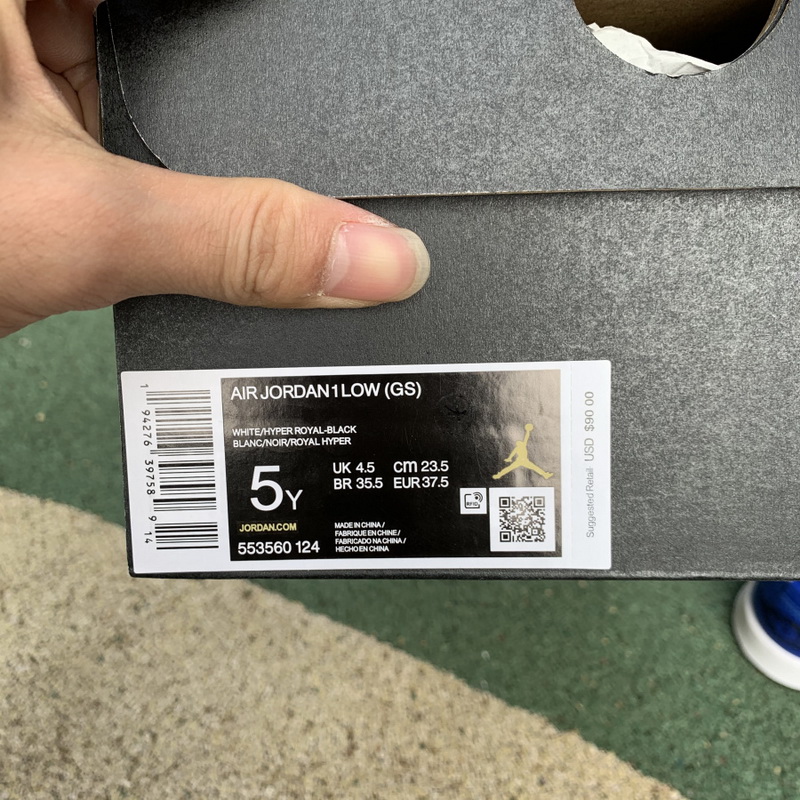 AIR JORDAN 1 LOW (GS)
WHITE/HYPER ROYAL-BLACK
BLANC/NOIR/ROYAL HYPER
5Y
UK 4.5 cm 23.5
BR 35.5 EUR 37.5
RFID
JORDAN.COM
553560 124
MADE IN CHINA /
FABRIQUE EN CHINE /
FABRICADO NA CHINA /
HECHO EN CHINA
1 94276 39758 9 14
Suggested Retail USD $90.00